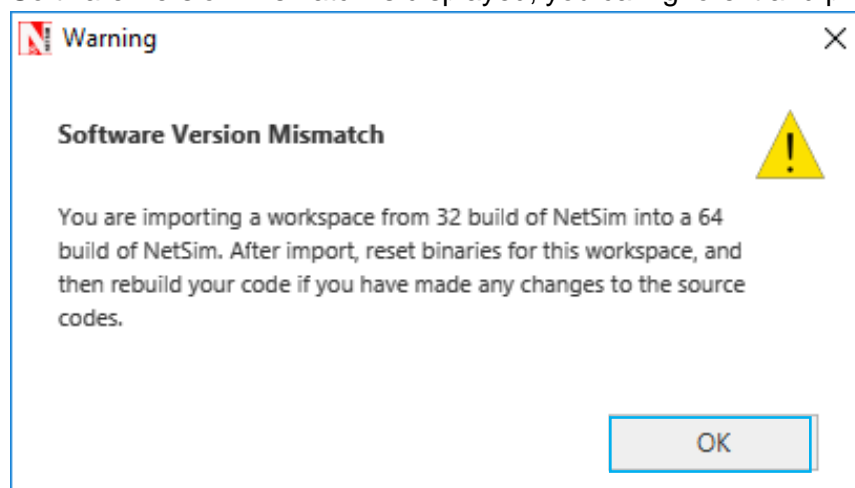 Warning
Software Version Mismatch
You are importing a workspace from 32 build of NetSim into a 64
build of NetSim. After import, reset binaries for this workspace, and
then rebuild your code if you have made any changes to the source
codes.
OK